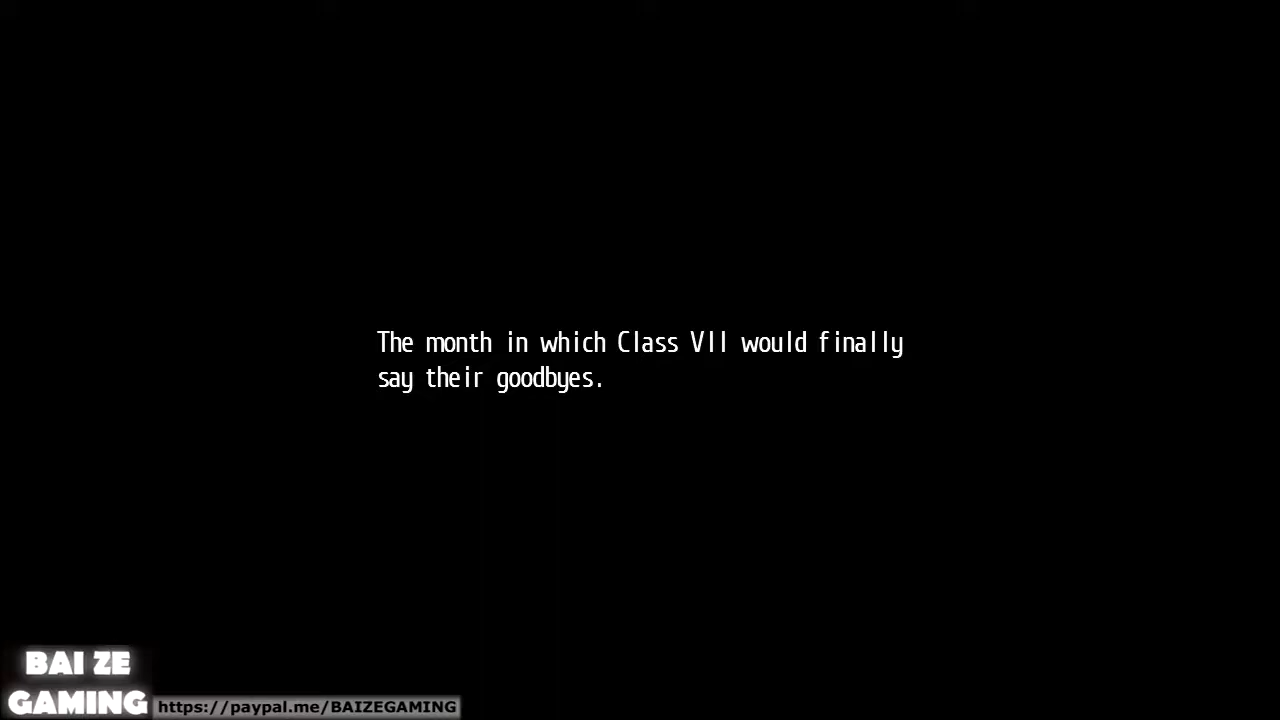 The month in which Class VII would finally
say their goodbyes.
BAI ZE
GAMING
https://paypal.me/BAIZEGAMING